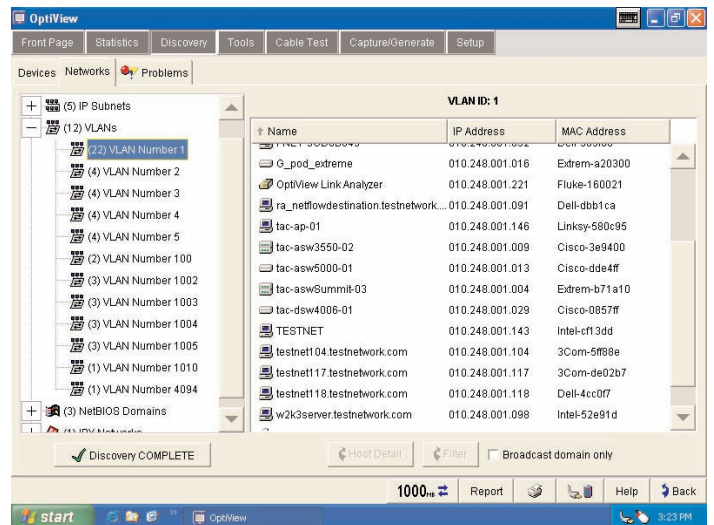 OptiView
Front Page Statistics Discovery Tools Cable Test Capture/Generate Setup
Devices Networks Problems
(5) IP Subnets
(12) VLANs
(22) VLAN Number 1
(4) VLAN Number 2
(4) VLAN Number 3
(4) VLAN Number 4
(4) VLAN Number 5
(2) VLAN Number 100
(3) VLAN Number 1002
(3) VLAN Number 1003
(3) VLAN Number 1004
(3) VLAN Number 1005
(1) VLAN Number 1010
(1) VLAN Number 4094
(3) NetBIOS Domains
VLAN ID: 1
Name IP Address MAC Address
G_pod_extreme 010.248.001.016 Extrem-a20300
OptiView Link Analyzer 010.248.001.221 Fluke-160021
ra_netflowdestination.testnetwork.... 010.248.001.091 Dell-dbb1ca
tac-ap-01 010.248.001.146 Linksy-580c95
tac-asw3550-02 010.248.001.009 Cisco-3e9400
tac-asw5000-01 010.248.001.013 Cisco-dde4ff
tac-aswSummit-03 010.248.001.004 Extrem-b71a10
tac-dsw4006-01 010.248.001.029 Cisco-0857ff
TESTNET 010.248.001.143 Intel-cf13dd
testnet104.testnetwork.com 010.248.001.104 3Com-5ff88e
testnet117.testnetwork.com 010.248.001.117 3Com-de02b7
testnet118.testnetwork.com 010.248.001.118 Dell-4cc0f7
w2k3server.testnetwork.com 010.248.001.098 Intel-52e91d
Discovery COMPLETE Host Detail Filter Broadcast domain only
1000 MB Report Help Back
start OptiView 3:23 PM